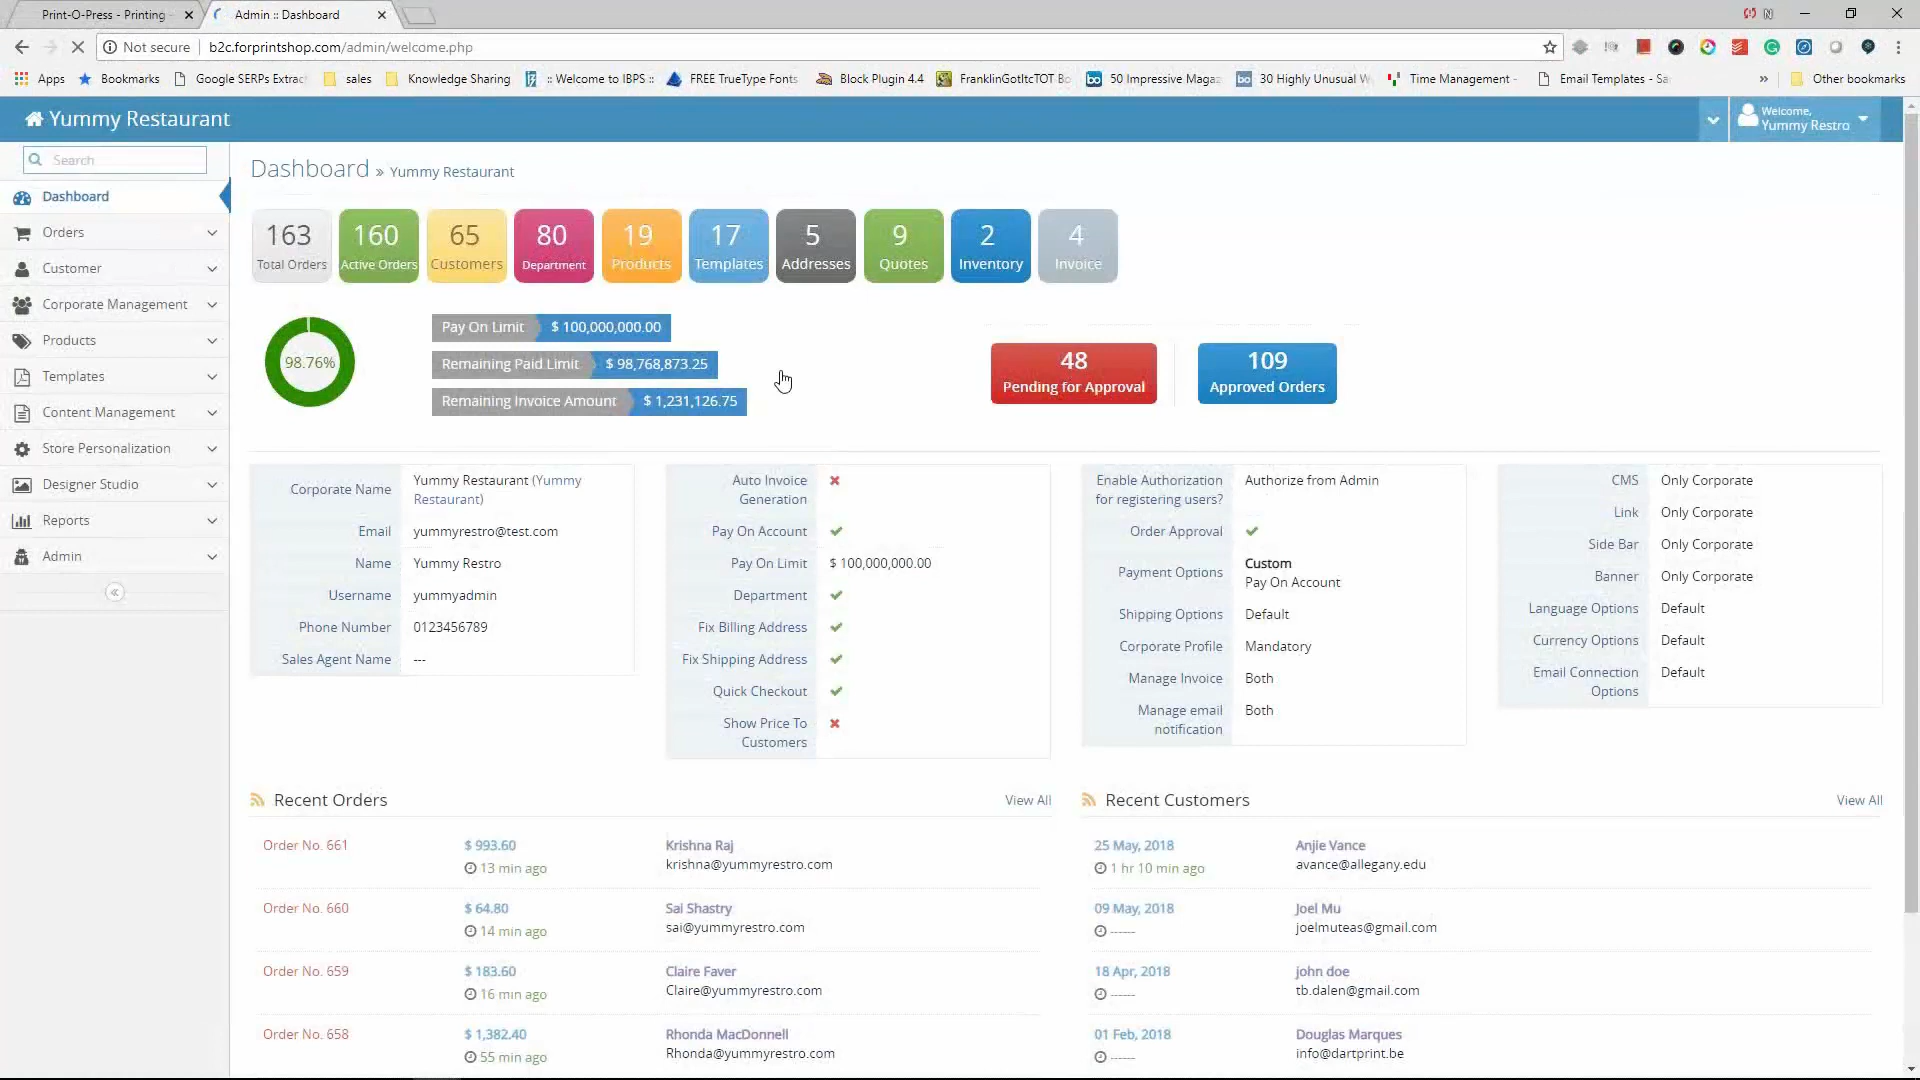 Print-O-Press - Printing
Admin :: Dashboard
Not secure
b2c.forprintshop.com/admin/welcome.php
Apps
Bookmarks
Google SERPs Extrac
sales
Knowledge Sharing
:: Welcome to IBPS ::
FREE TrueType Fonts
Block Plugin 4.4
FranklinGotItcTOT Bo
50 Impressive Magaz
30 Highly Unusual W
Time Management -
Email Templates - Sa
»
Other bookmarks
Yummy Restaurant
Welcome,
Yummy Restro
Search
Dashboard
Orders
Customer
Corporate Management
Products
Templates
Content Management
Store Personalization
Designer Studio
Reports
Admin
Dashboard » Yummy Restaurant
163
Total Orders
160
Active Orders
65
Customers
80
Department
19
Products
17
Templates
5
Addresses
9
Quotes
2
Inventory
4
Invoice
98.76%
Pay On Limit $ 100,000,000.00
Remaining Paid Limit $ 98,768,873.25
Remaining Invoice Amount $ 1,231,126.75
48
Pending for Approval
109
Approved Orders
Corporate Name Yummy Restaurant (Yummy
Restaurant)
Email yummyrestro@test.com
Name Yummy Restro
Username yummyadmin
Phone Number 0123456789
Sales Agent Name ---
Auto Invoice
Generation
Pay On Account
Pay On Limit $ 100,000,000.00
Department
Fix Billing Address
Fix Shipping Address
Quick Checkout
Show Price To
Customers
Enable Authorization Authorize from Admin
for registering users?
Order Approval
Payment Options Custom
Pay On Account
Shipping Options Default
Corporate Profile Mandatory
Manage Invoice Both
Manage email Both
notification
CMS Only Corporate
Link Only Corporate
Side Bar Only Corporate
Banner Only Corporate
Language Options Default
Currency Options Default
Email Connection Default
Options
Recent Orders View All
Order No. 661 $ 993.60 Krishna Raj
13 min ago krishna@yummyrestro.com
Order No. 660 $ 64.80 Sai Shastry
14 min ago sai@yummyrestro.com
Order No. 659 $ 183.60 Claire Faver
16 min ago Claire@yummyrestro.com
Order No. 658 $ 1,382.40 Rhonda MacDonnell
55 min ago Rhonda@yummyrestro.com
Recent Customers View All
25 May, 2018 Anjie Vance
1 hr 10 min ago avance@allegany.edu
09 May, 2018 Joel Mu
------ joelmuteas@gmail.com
18 Apr, 2018 john doe
------ tb.dalen@gmail.com
01 Feb, 2018 Douglas Marques
------ info@dartprint.be